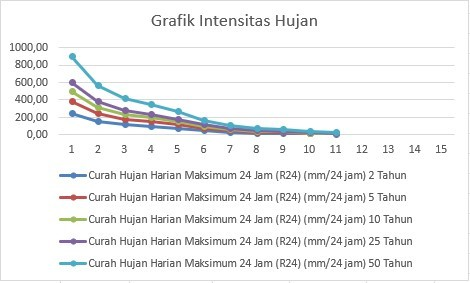 Grafik Intensitas Hujan
1000,00
800,00
600,00
400,00
200,00
0,00
1 2 3 4 5 6 7 8 9 10 11 12 13 14 15
Curah Hujan Harian Maksimum 24 Jam (R24) (mm/24 jam) 2 Tahun
Curah Hujan Harian Maksimum 24 Jam (R24) (mm/24 jam) 5 Tahun
Curah Hujan Harian Maksimum 24 Jam (R24) (mm/24 jam) 10 Tahun
Curah Hujan Harian Maksimum 24 Jam (R24) (mm/24 jam) 25 Tahun
Curah Hujan Harian Maksimum 24 Jam (R24) (mm/24 jam) 50 Tahun